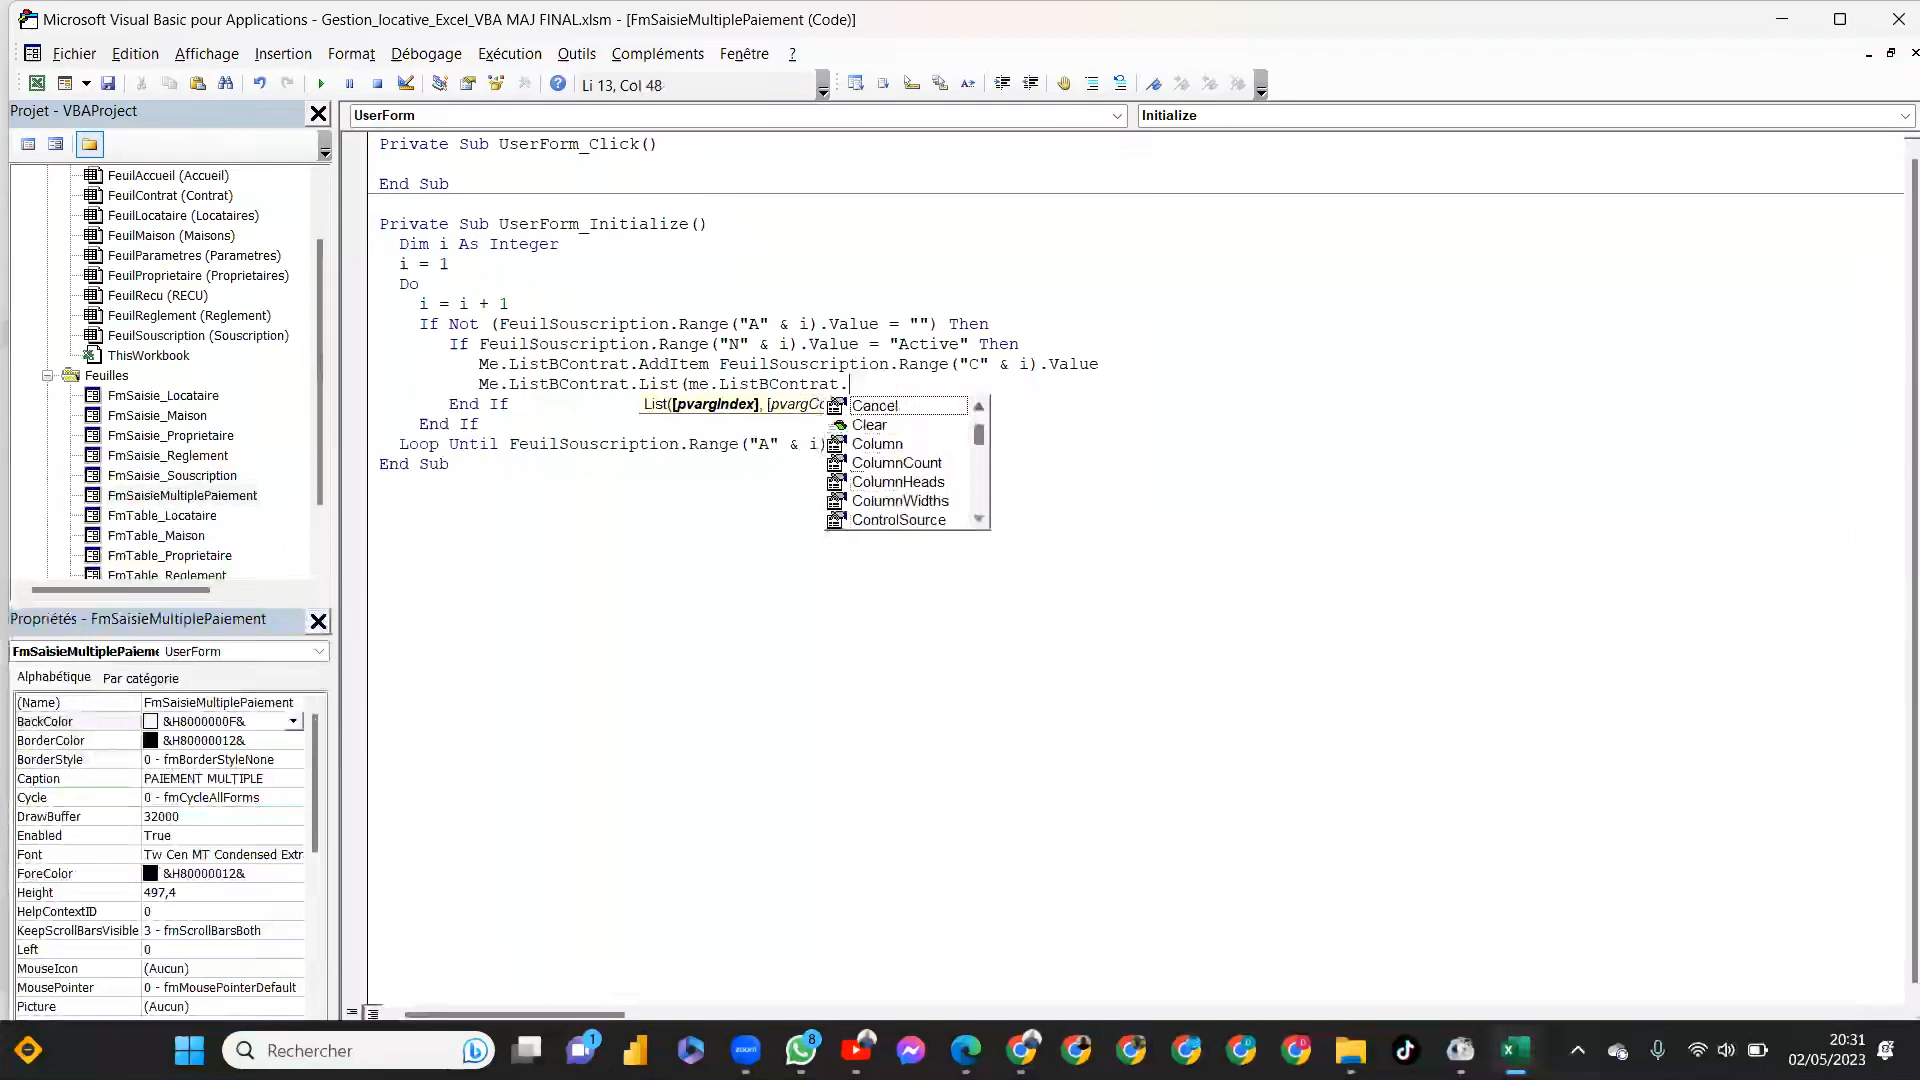 Microsoft Visual Basic pour Applications - Gestion_locative_Excel_VBA MAJ FINAL.xlsm - [FmSaisieMultiplePaiement (Code)]
Fichier Edition Affichage Insertion Format Débogage Exécution Outils Compléments Fenêtre ?
Li 13, Col 48
Projet - VBAProject
UserForm
Initialize
FeuilAccueil (Accueil)
FeuilContrat (Contrat)
FeuilLocataire (Locataires)
FeuilMaison (Maisons)
FeuilParametres (Parametres)
FeuilProprietaire (Proprietaires)
FeuilRecu (RECU)
FeuilReglement (Reglement)
FeuilSouscription (Souscription)
ThisWorkbook
Feuilles
FmSaisie_Locataire
FmSaisie_Maison
FmSaisie_Proprietaire
FmSaisie_Reglement
FmSaisie_Souscription
FmSaisieMultiplePaiement
FmTable_Locataire
FmTable_Maison
FmTable_Proprietaire
FmTable_Reglement
Private Sub UserForm_Click()
End Sub
Private Sub UserForm_Initialize()
Dim i As Integer
i = 1
Do
i = i + 1
If Not (FeuilSouscription.Range("A" & i).Value = "") Then
If FeuilSouscription.Range("N" & i).Value = "Active" Then
Me.ListBContrat.AddItem FeuilSouscription.Range("C" & i).Value
Me.ListBContrat.List(me.ListBContrat.
End If
List([pvargIndex], [pvargCo
End If
Loop Until FeuilSouscription.Range("A" & i)
End Sub
Cancel
Clear
Column
ColumnCount
ColumnHeads
ColumnWidths
ControlSource
Propriétés - FmSaisieMultiplePaiement
FmSaisieMultiplePaieme UserForm
Alphabétique Par catégorie
(Name) FmSaisieMultiplePaiement
BackColor &H8000000F&
BorderColor &H80000012&
BorderStyle 0 - fmBorderStyleNone
Caption PAIEMENT MULTIPLE
Cycle 0 - fmCycleAllForms
DrawBuffer 32000
Enabled True
Font Tw Cen MT Condensed Extr
ForeColor &H80000012&
Height 497,4
HelpContextID 0
KeepScrollBarsVisible 3 - fmScrollBarsBoth
Left 0
MouseIcon (Aucun)
MousePointer 0 - fmMousePointerDefault
Picture (Aucun)
Rechercher
1
zoom
8
20:31
02/05/2023